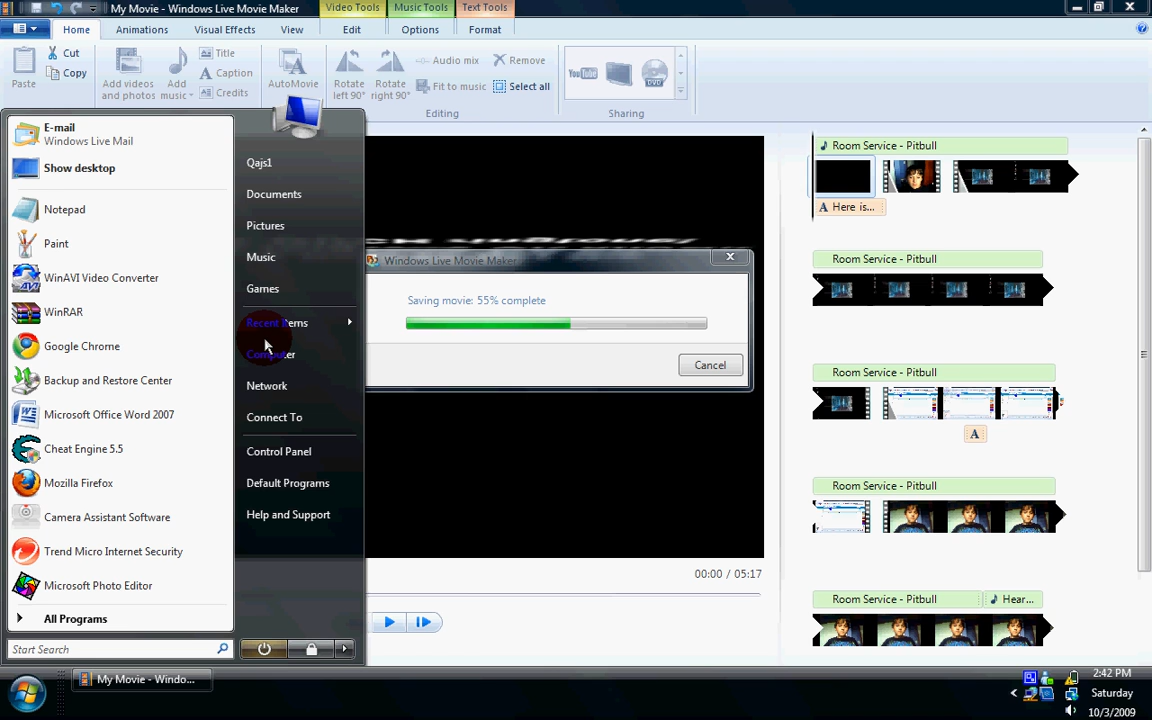 My Movie - Windows Live Movie Maker
Video Tools
Music Tools
Text Tools
Home
Animations
Visual Effects
View
Edit
Options
Format
Paste
Cut
Copy
Add videos and photos
Add music
Title
Caption
Credits
AutoMovie
Rotate left 90°
Rotate right 90°
Audio mix
Fit to music
Remove
Select all
Editing
YouTube
DVD
Sharing
E-mail
Windows Live Mail
Show desktop
Notepad
Paint
WinAVI Video Converter
WinRAR
Google Chrome
Backup and Restore Center
Microsoft Office Word 2007
Cheat Engine 5.5
Mozilla Firefox
Camera Assistant Software
Trend Micro Internet Security
Microsoft Photo Editor
All Programs
Start Search
Qajs1
Documents
Pictures
Music
Games
Recent Items
Computer
Network
Connect To
Control Panel
Default Programs
Help and Support
Windows Live Movie Maker
Saving movie: 55% complete
Cancel
00:00 / 05:17
Room Service - Pitbull
A Here is...
Room Service - Pitbull
Room Service - Pitbull
A
Room Service - Pitbull
Room Service - Pitbull
Hear...
My Movie - Windo...
2:42 PM
Saturday
10/3/2009